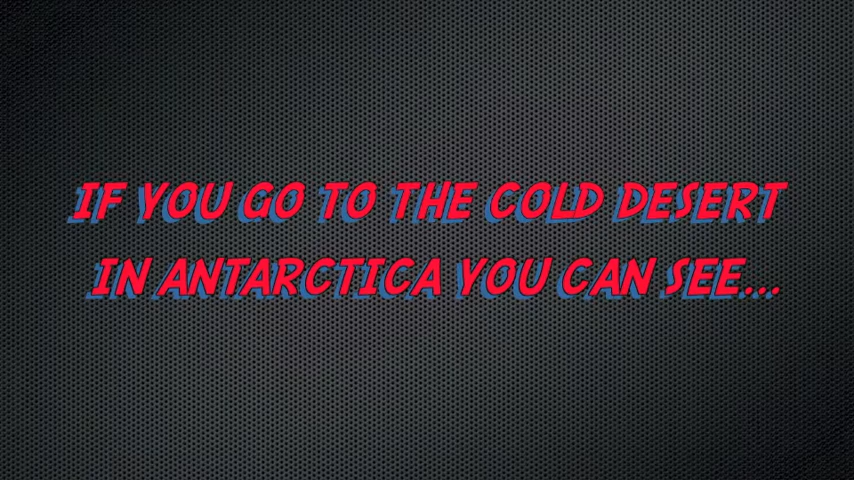 IF YOU GO TO THE COLD DESERT
IN ANTARCTICA YOU CAN SEE...